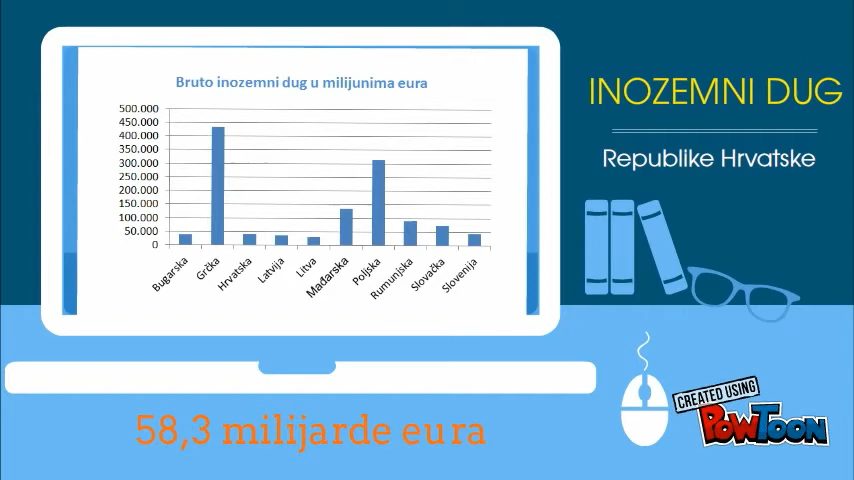 Bruto inozemni dug u milijunima eura
500.000
450.000
400.000
350.000
300.000
250.000
200.000
150.000
100.000
50.000
0
Bugarska
Grčka
Hrvatska
Latvija
Litva
Mađarska
Poljska
Rumunjska
Slovačka
Slovenija
INOZEMNI DUG
Republike Hrvatske
58,3 milijarde eura
CREATED USING
POWTOON